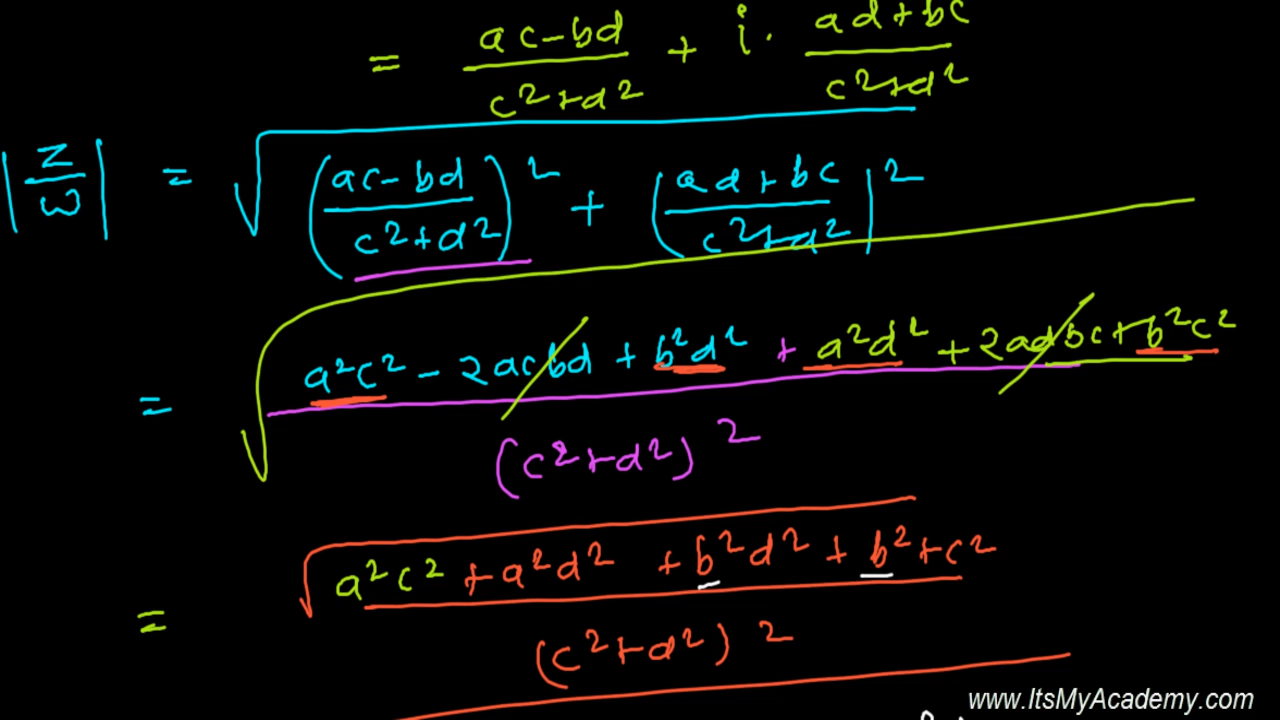 = ac-bd / c²+d² + i. ad+bc / c²+d²
|z/w| = √((ac-bd / c²+d²)² + (ad+bc / c²+d²)²)
= √(a²c² - 2acbd + b²d² + a²d² + 2adbc + b²c² / (c²+d²)²)
= √(a²c² + a²d² + b²d² + b²+c² / (c²+d²)²)
www.ItsMyAcademy.com